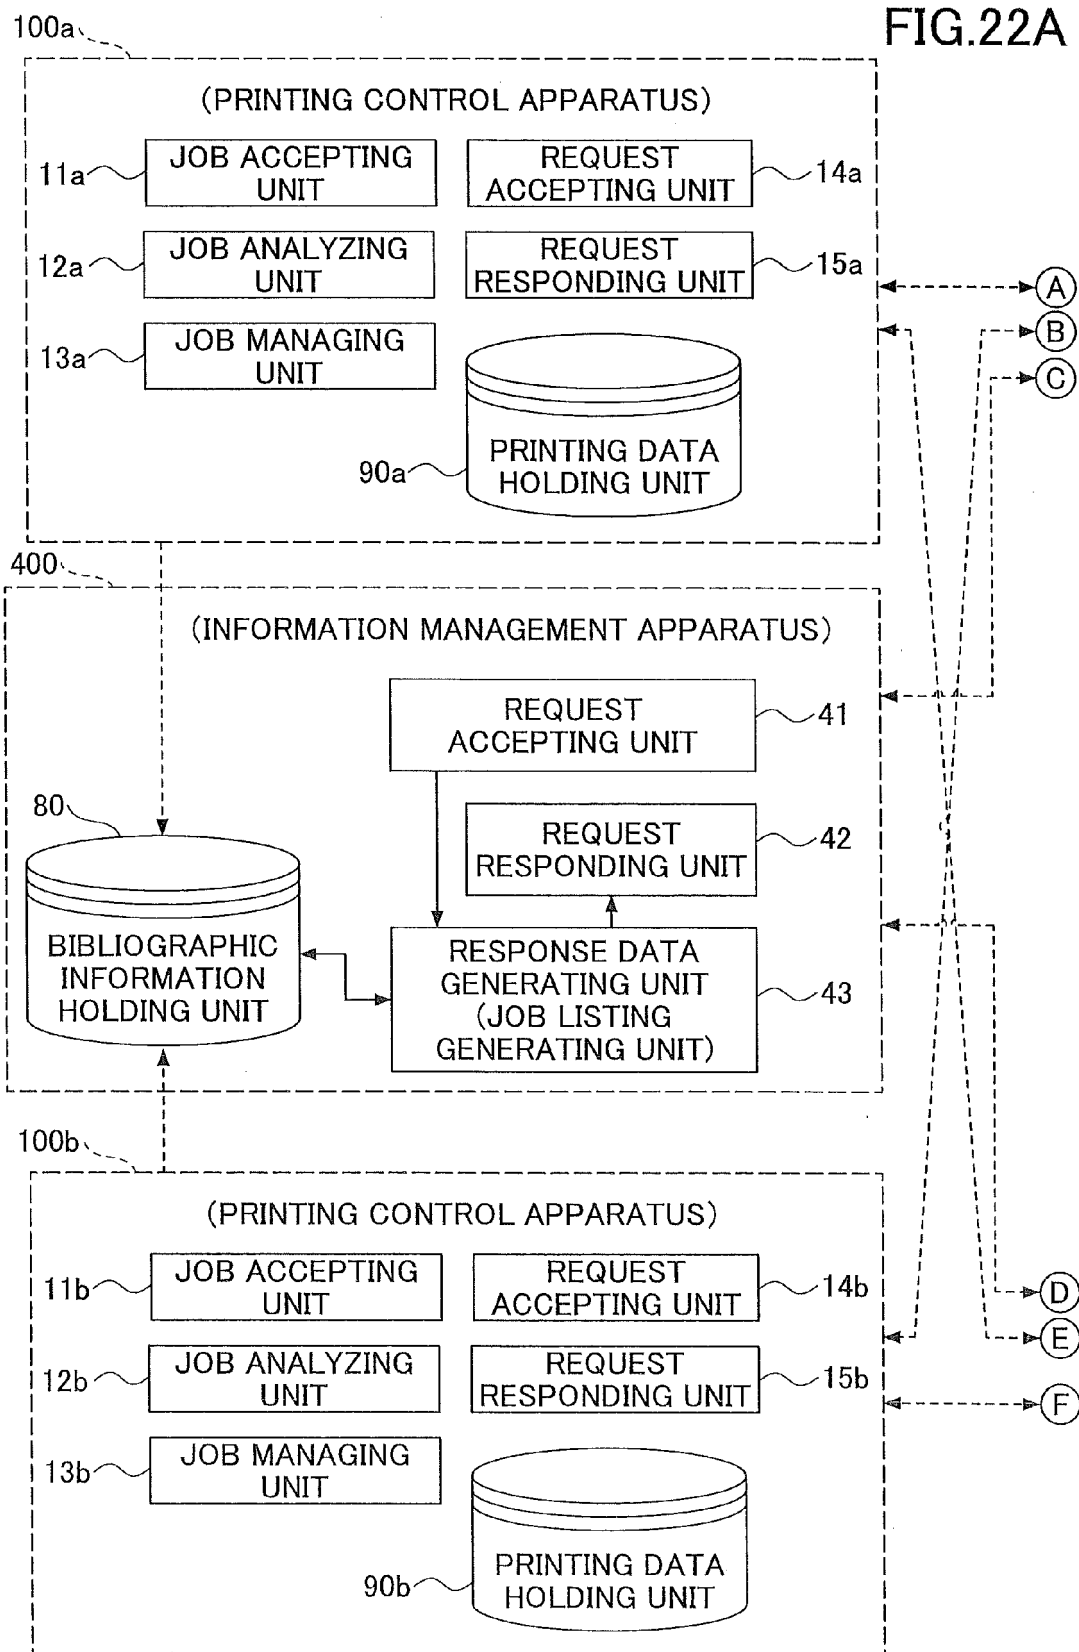 FIG.22A
100a
(PRINTING CONTROL APPARATUS)
11a
JOB ACCEPTING
UNIT
REQUEST
ACCEPTING UNIT
14a
12a
JOB ANALYZING
UNIT
REQUEST
RESPONDING UNIT
15a
13a
JOB MANAGING
UNIT
90a
PRINTING DATA
HOLDING UNIT
A
B
C
400
(INFORMATION MANAGEMENT APPARATUS)
REQUEST
ACCEPTING UNIT
41
80
REQUEST
RESPONDING UNIT
42
BIBLIOGRAPHIC
INFORMATION
HOLDING UNIT
RESPONSE DATA
GENERATING UNIT
(JOB LISTING
GENERATING UNIT)
43
100b
(PRINTING CONTROL APPARATUS)
11b
JOB ACCEPTING
UNIT
REQUEST
ACCEPTING UNIT
14b
12b
JOB ANALYZING
UNIT
REQUEST
RESPONDING UNIT
15b
13b
JOB MANAGING
UNIT
90b
PRINTING DATA
HOLDING UNIT
D
E
F